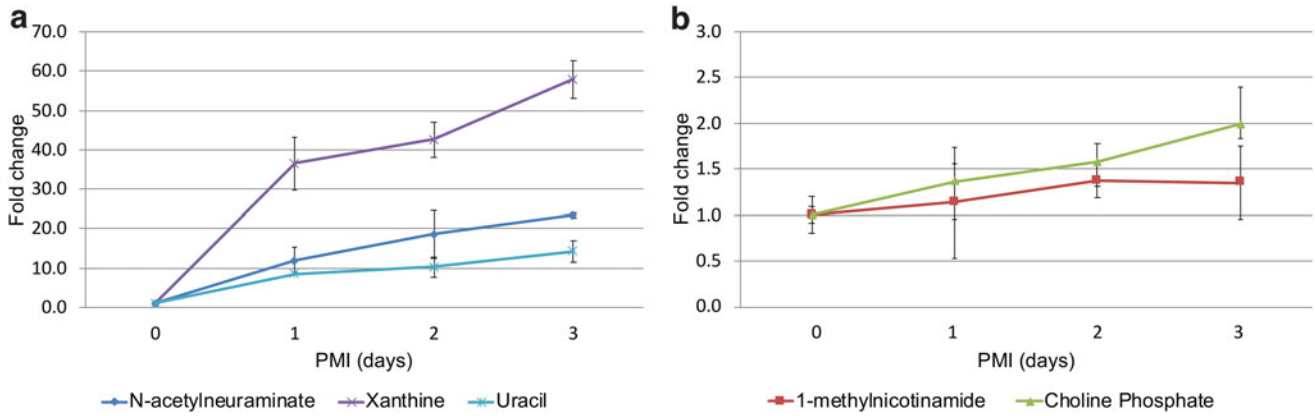 a
70.0
60.0
50.0
40.0
30.0
20.0
10.0
0.0
Fold change
0 1 2 3
PMI (days)
N-acetylneuraminate Xanthine Uracil
b
3.0
2.5
2.0
1.5
1.0
0.5
0.0
Fold change
0 1 2 3
PMI (days)
1-methylnicotinamide Choline Phosphate